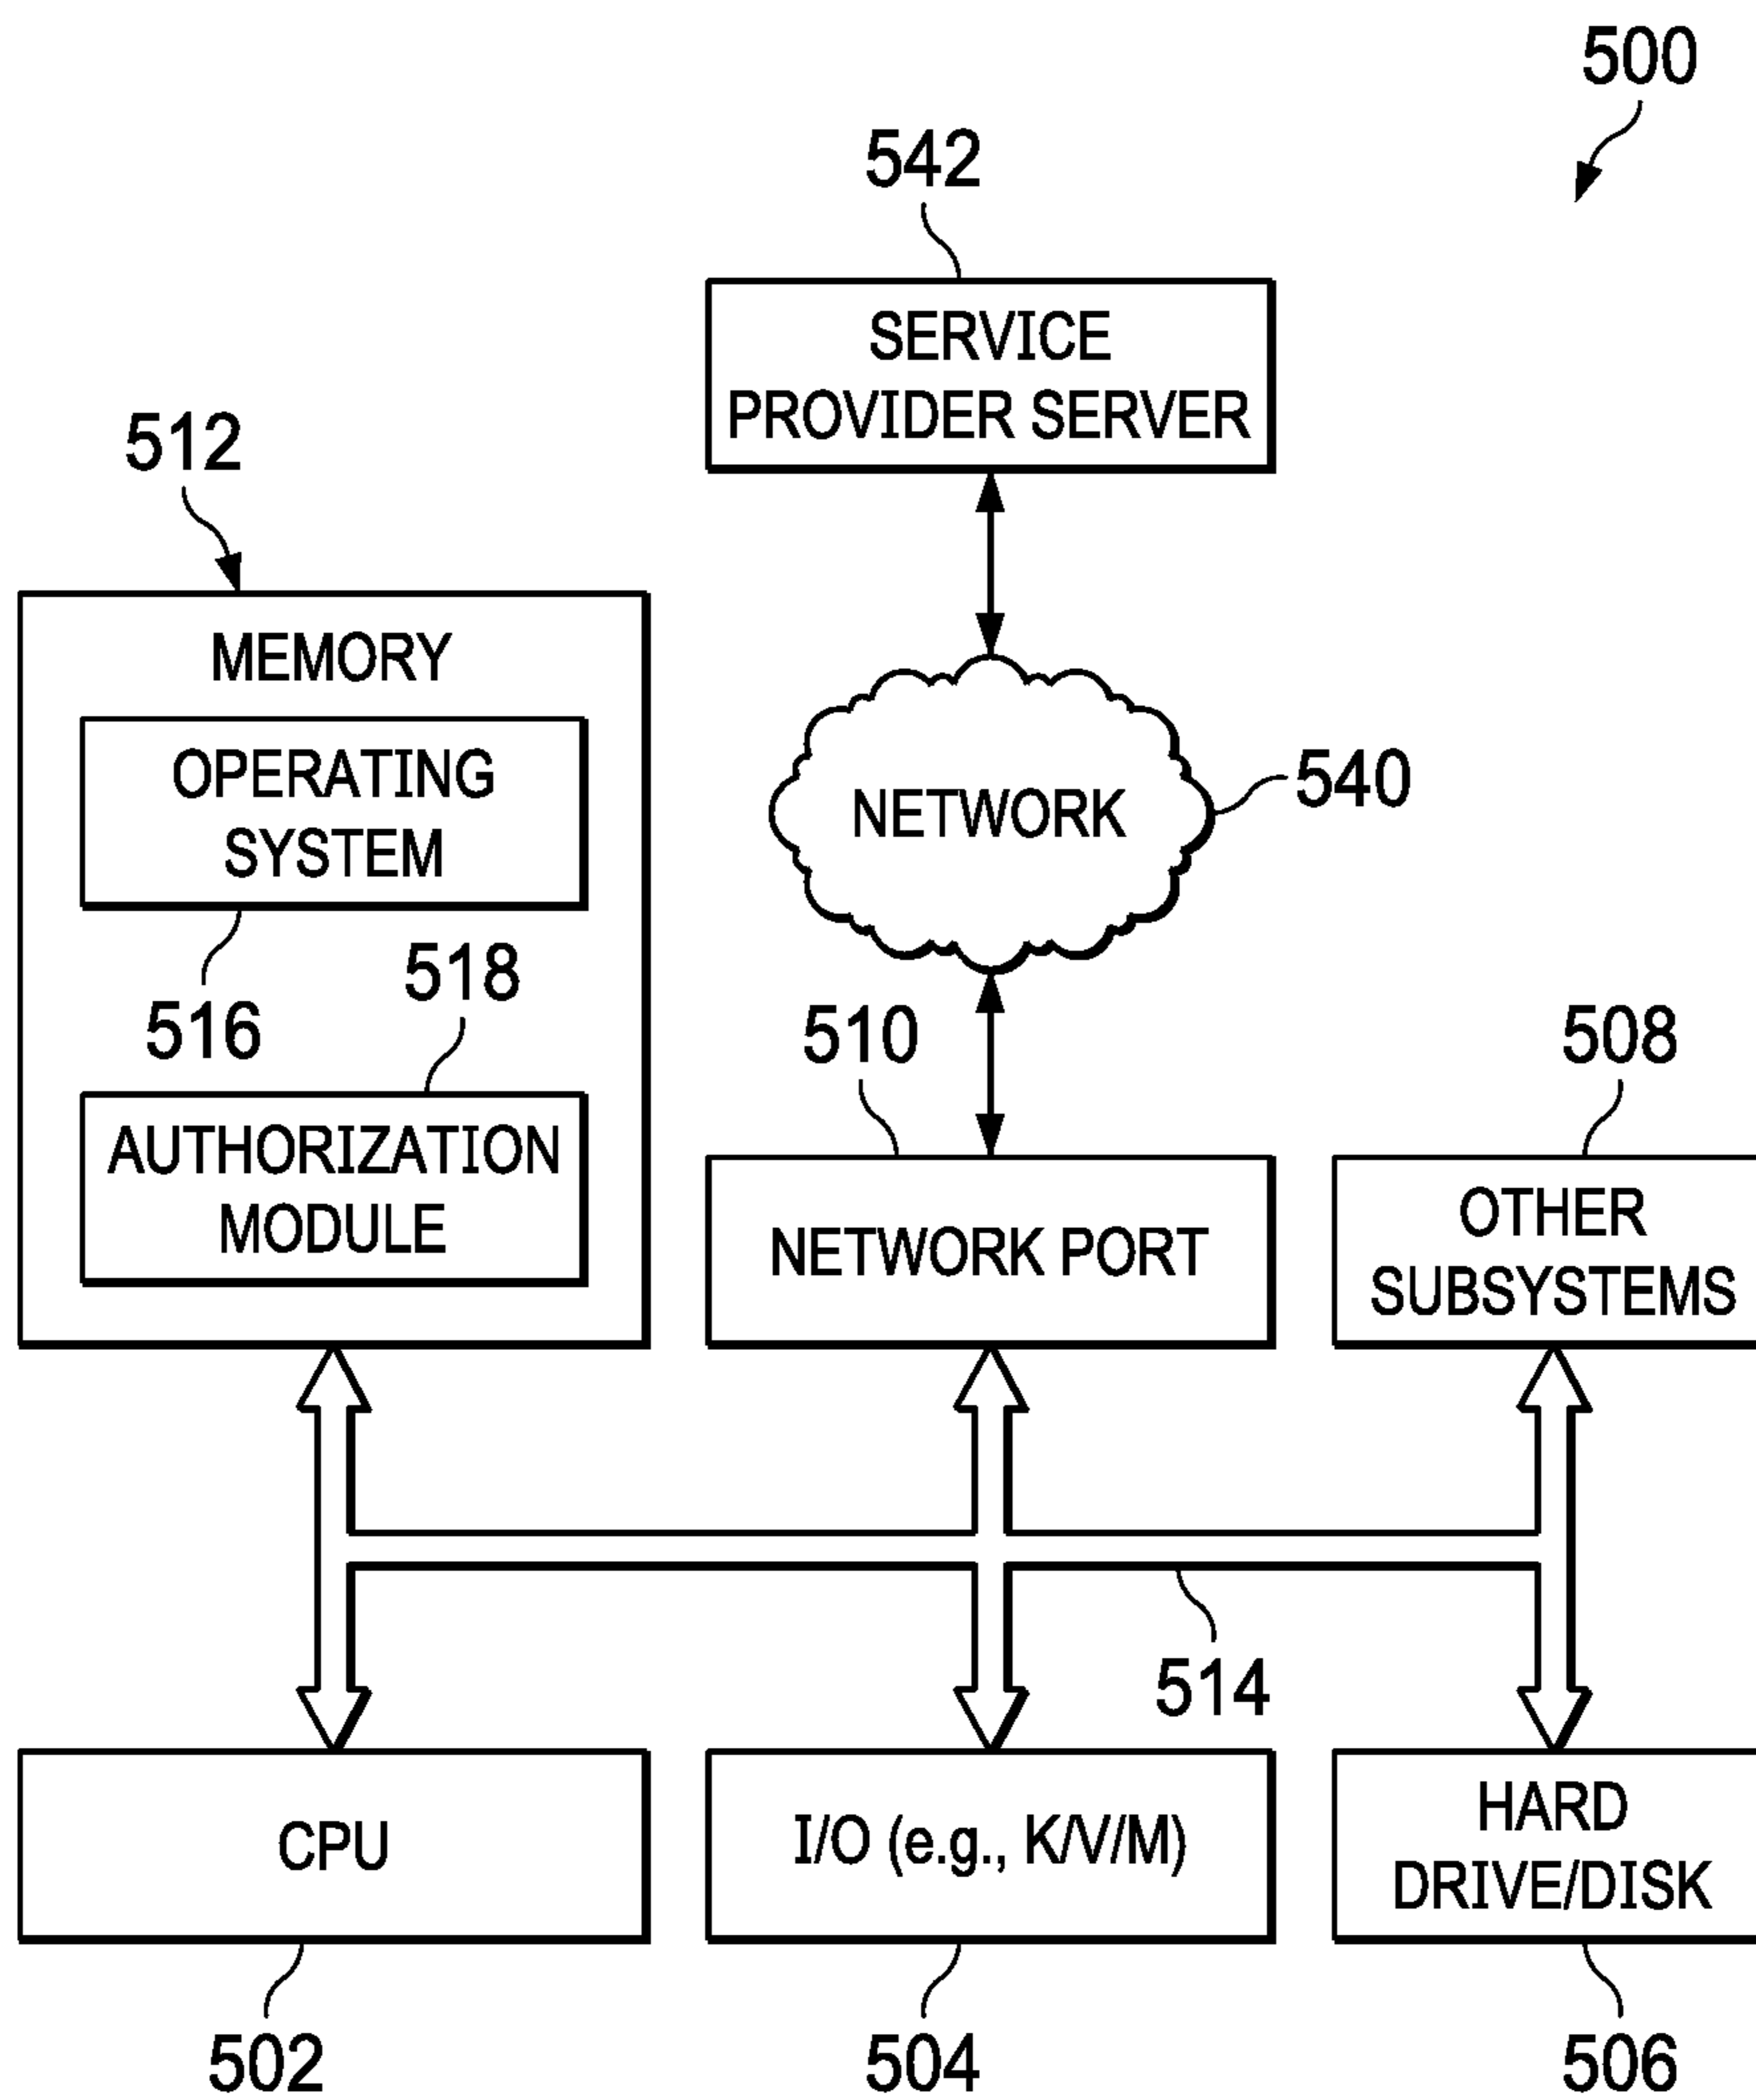 500
542
SERVICE
PROVIDER SERVER
512
MEMORY
OPERATING
SYSTEM
516
518
AUTHORIZATION
MODULE
NETWORK
540
510
NETWORK PORT
508
OTHER
SUBSYSTEMS
514
CPU
502
I/O (e.g., K/V/M)
504
HARD
DRIVE/DISK
506